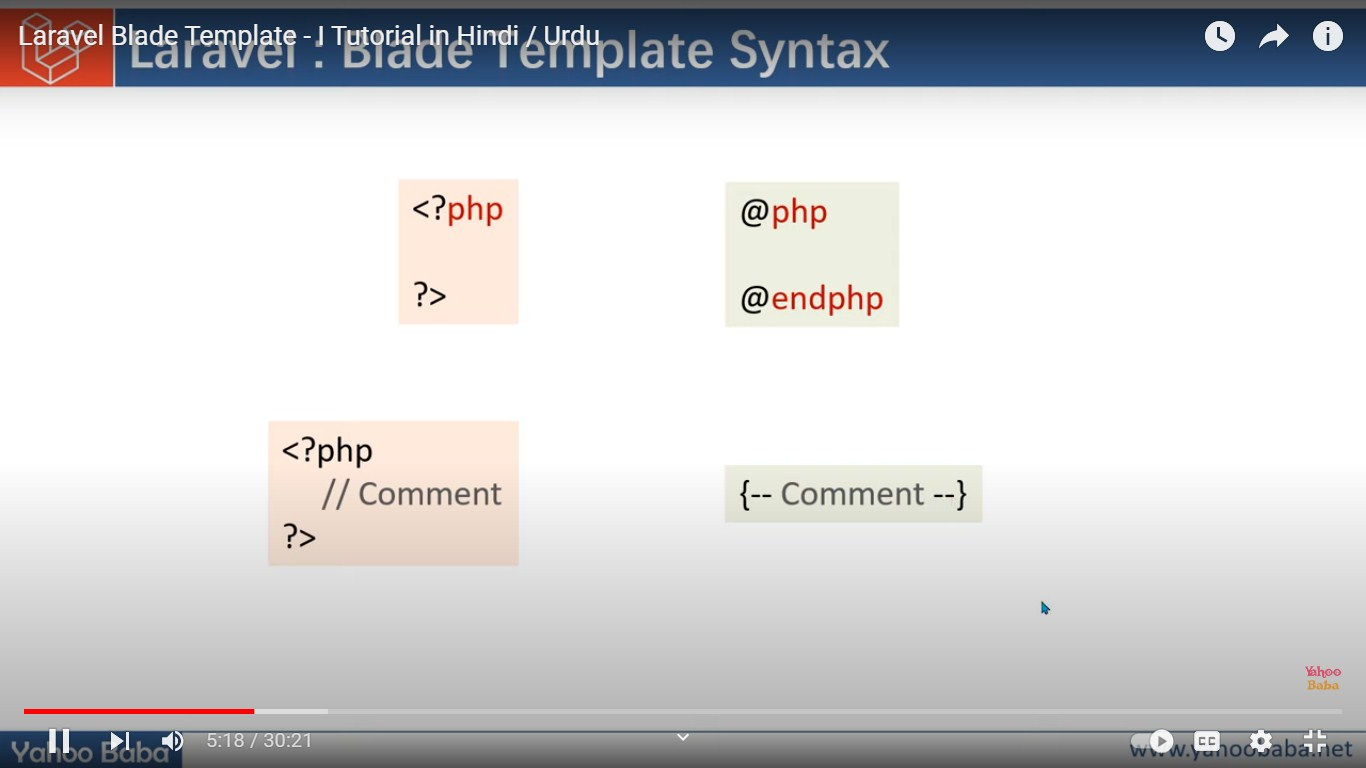 Laravel Blade Template - I Tutorial in Hindi / Urdu
Laravel : Blade Template Syntax
<?php
?>
@php
@endphp
<?php
// Comment
?>
{-- Comment --}
Yahoo
Baba
5:18 / 30:21
CC
Yahoo Baba
www.yahoobaba.net